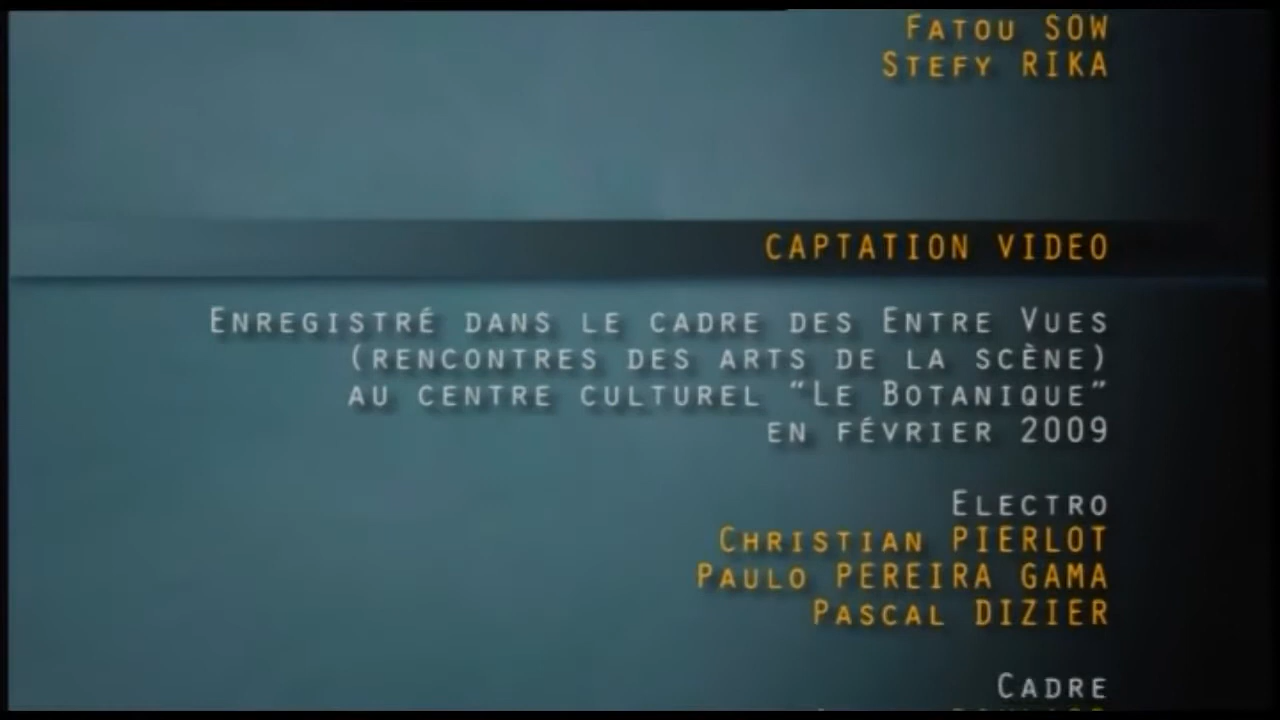 Fatou SOW
Stefy RIKA
CAPTATION VIDEO
Enregistré dans le cadre des Entre Vues
(rencontres des arts de la scène)
au centre culturel "Le Botanique"
en février 2009
Electro
Christian PIERLOT
Paulo PEREIRA GAMA
Pascal DIZIER
Cadre